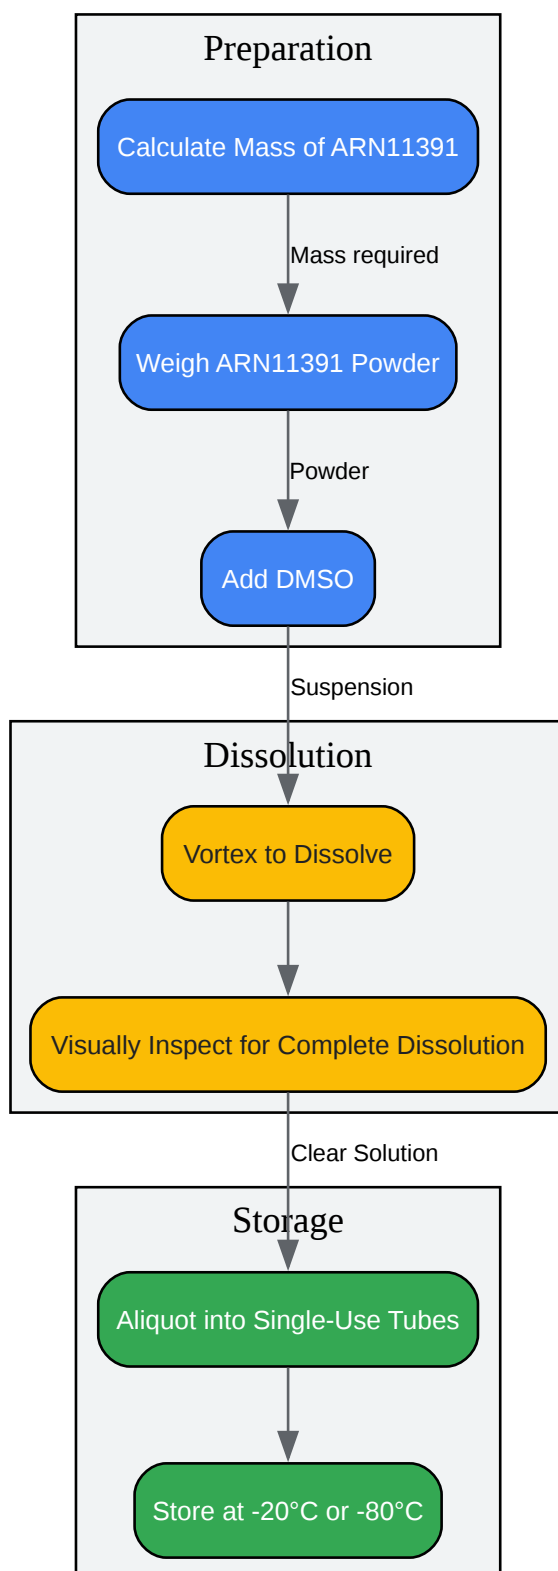 Preparation
Calculate Mass of ARN11391
Mass required
Weigh ARN11391 Powder
Powder
Add DMSO
Suspension
Dissolution
Vortex to Dissolve
Visually Inspect for Complete Dissolution
Clear Solution
Storage
Aliquot into Single-Use Tubes
Store at -20°C or -80°C